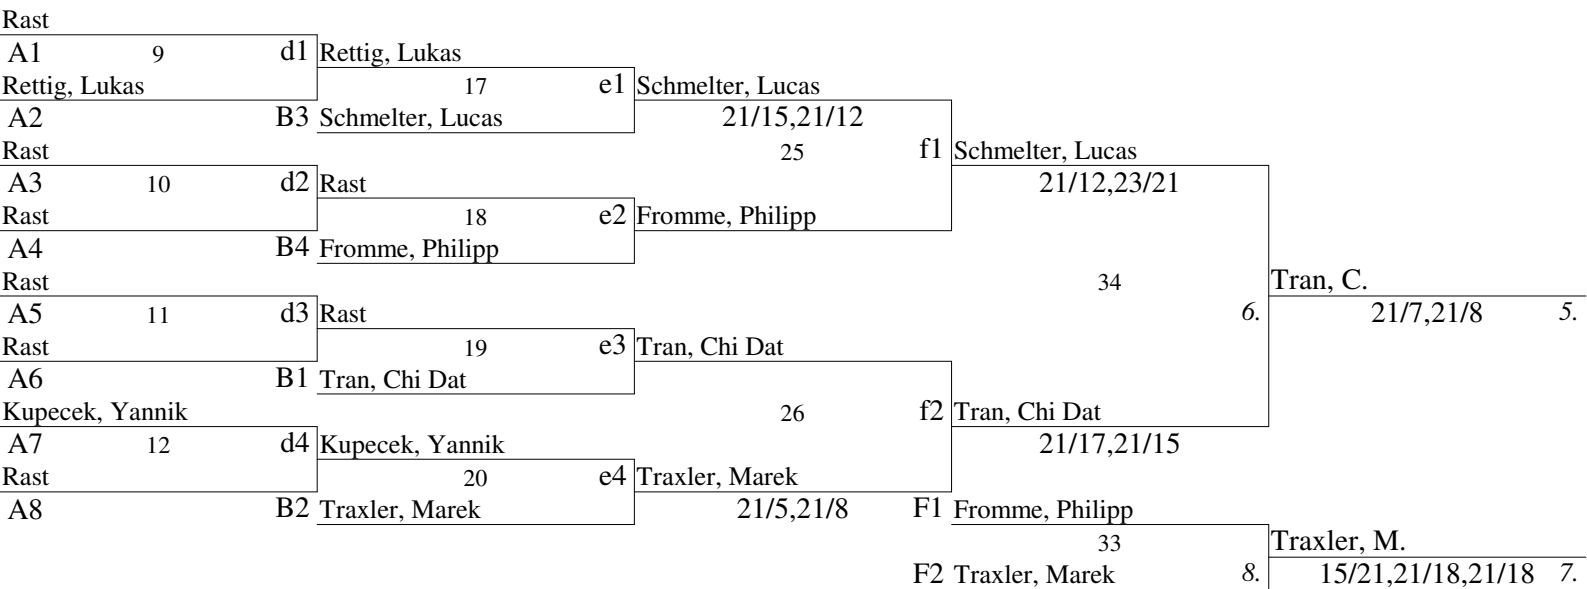 Rast
A1 9 d1 Rettig, Lukas
Rettig, Lukas 17 e1 Schmelter, Lucas
A2 B3 Schmelter, Lucas 21/15,21/12
Rast 25 f1 Schmelter, Lucas
A3 10 d2 Rast 21/12,23/21
Rast 18 e2 Fromme, Philipp
A4 B4 Fromme, Philipp
Rast 34 Tran, C.
A5 11 d3 Rast 6. 21/7,21/8 5.
Rast 19 e3 Tran, Chi Dat
A6 B1 Tran, Chi Dat
Kupecek, Yannik 26 f2 Tran, Chi Dat
A7 12 d4 Kupecek, Yannik 21/17,21/15
Rast 20 e4 Traxler, Marek
A8 B2 Traxler, Marek 21/5,21/8 F1 Fromme, Philipp
33 Traxler, M.
F2 Traxler, Marek 8. 15/21,21/18,21/18 7.